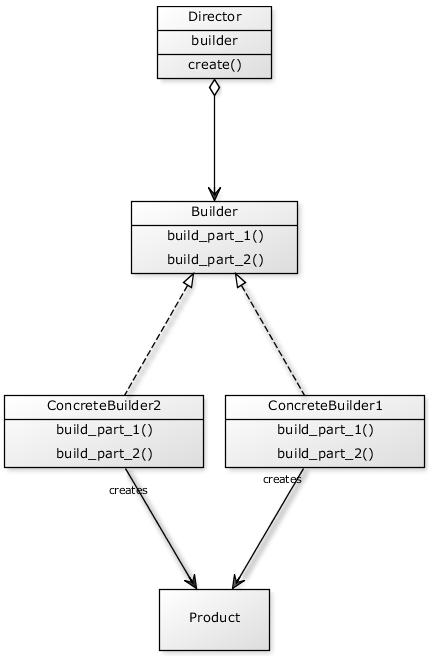 Director
builder
create()
Builder
build_part_1()
build_part_2()
ConcreteBuilder2
build_part_1()
build_part_2()
ConcreteBuilder1
build_part_1()
build_part_2()
creates
creates
Product